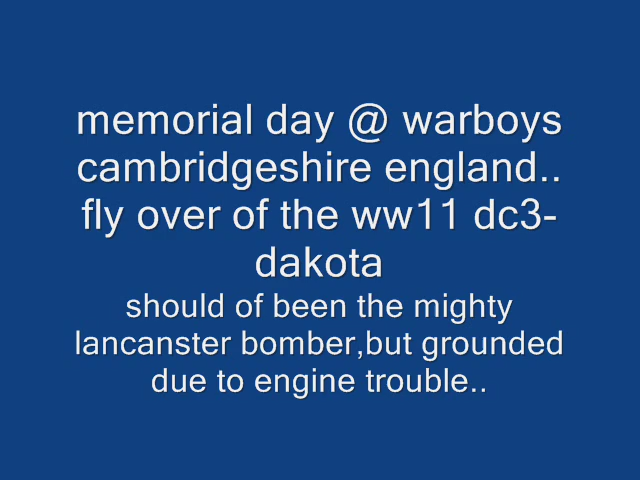 memorial day @ warboys
cambridgeshire england..
fly over of the ww11 dc3-
dakota
should of been the mighty
lancanster bomber,but grounded
due to engine trouble..